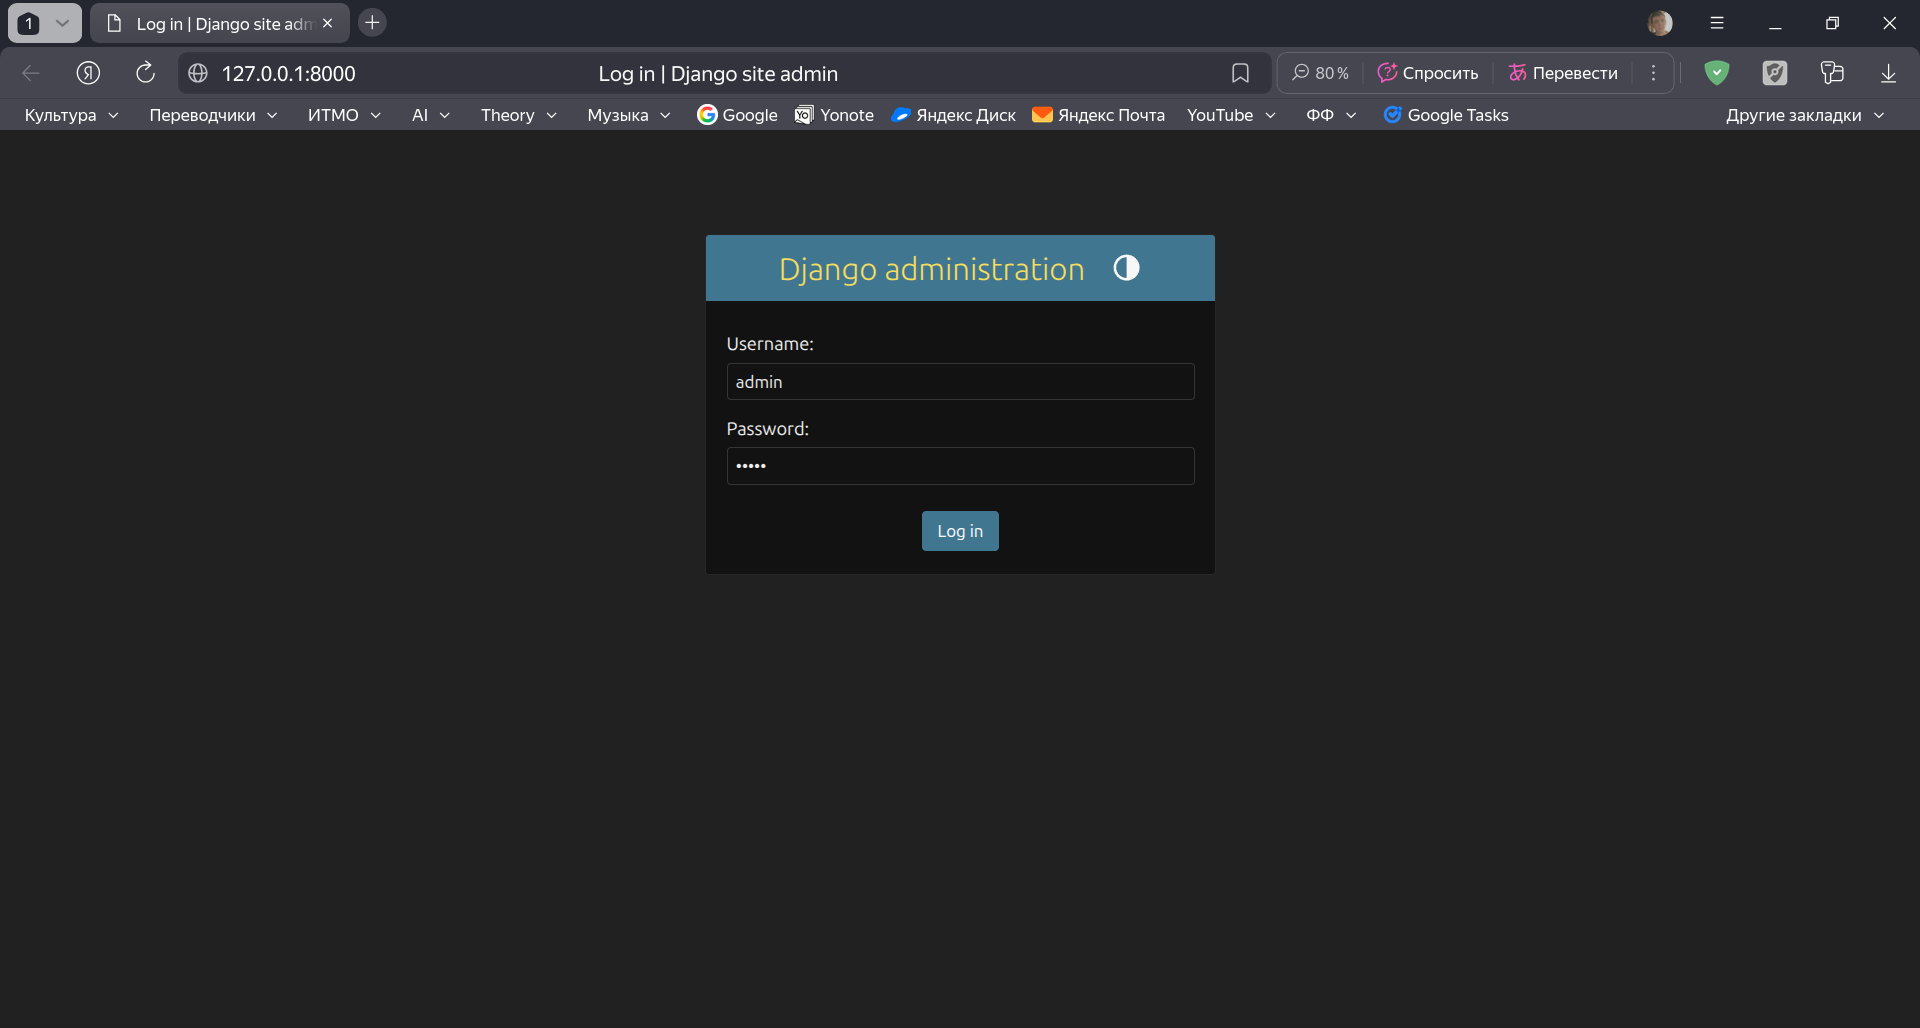 1
Log in | Django site adm
Я
127.0.0.1:8000
Log in | Django site admin
80 %
Спросить
あ Перевести
Культура
Переводчики
ИТМО
AI
Theory
Музыка
Google
Yonote
Яндекс Диск
Яндекс Почта
YouTube
ФФ
Google Tasks
Другие закладки
Django administration
Username:
admin
Password:
•••••
Log in